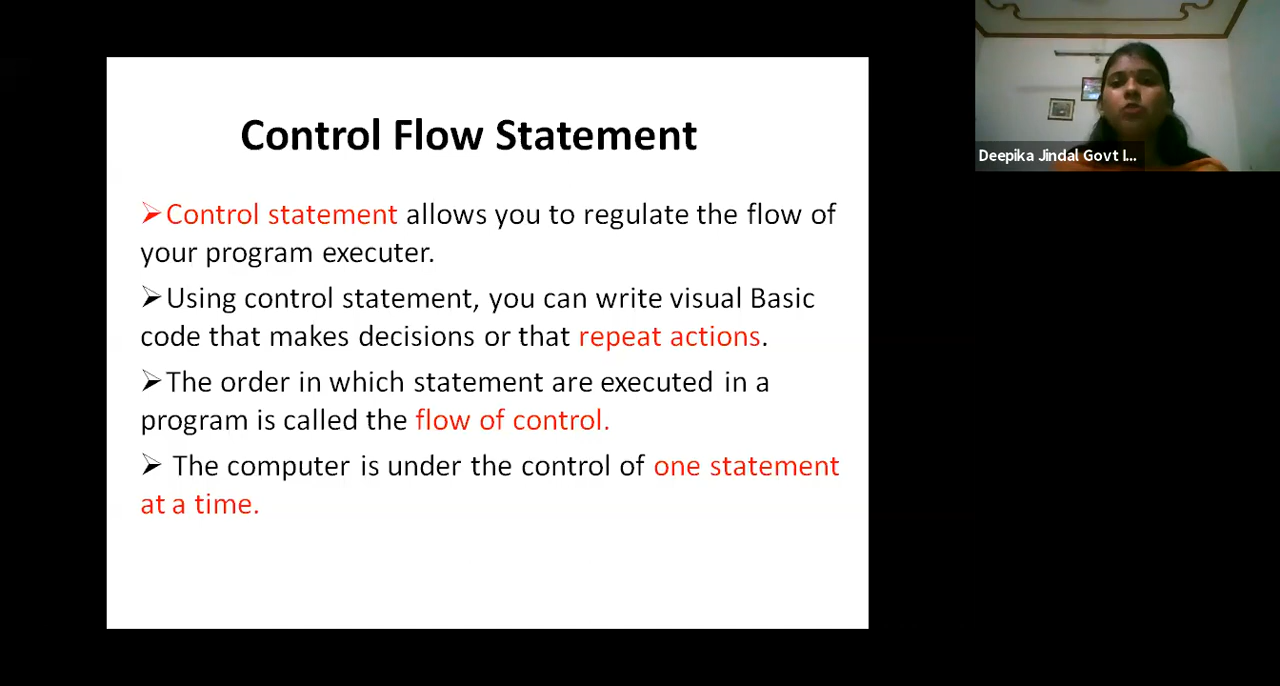 Control Flow Statement
➢Control statement allows you to regulate the flow of
your program executer.
➢Using control statement, you can write visual Basic
code that makes decisions or that repeat actions.
➢The order in which statement are executed in a
program is called the flow of control.
➢ The computer is under the control of one statement
at a time.
Deepika Jindal Govt I...